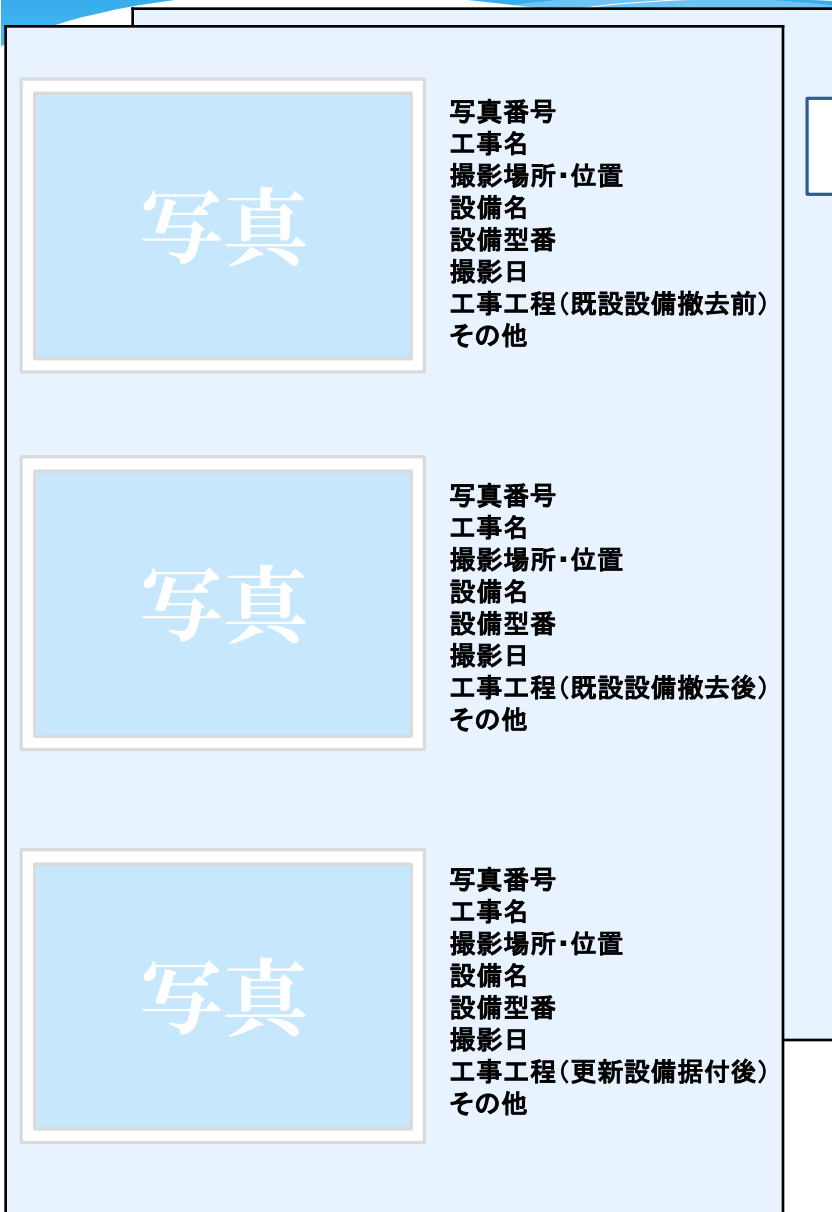 写真
写真番号
工事名
撮影場所・位置
設備名
設備型番
撮影日
工事工程(既設設備撤去前)
その他
写真
写真番号
工事名
撮影場所・位置
設備名
設備型番
撮影日
工事工程(既設設備撤去後)
その他
写真
写真番号
工事名
撮影場所・位置
設備名
設備型番
撮影日
工事工程(更新設備据付後)
その他